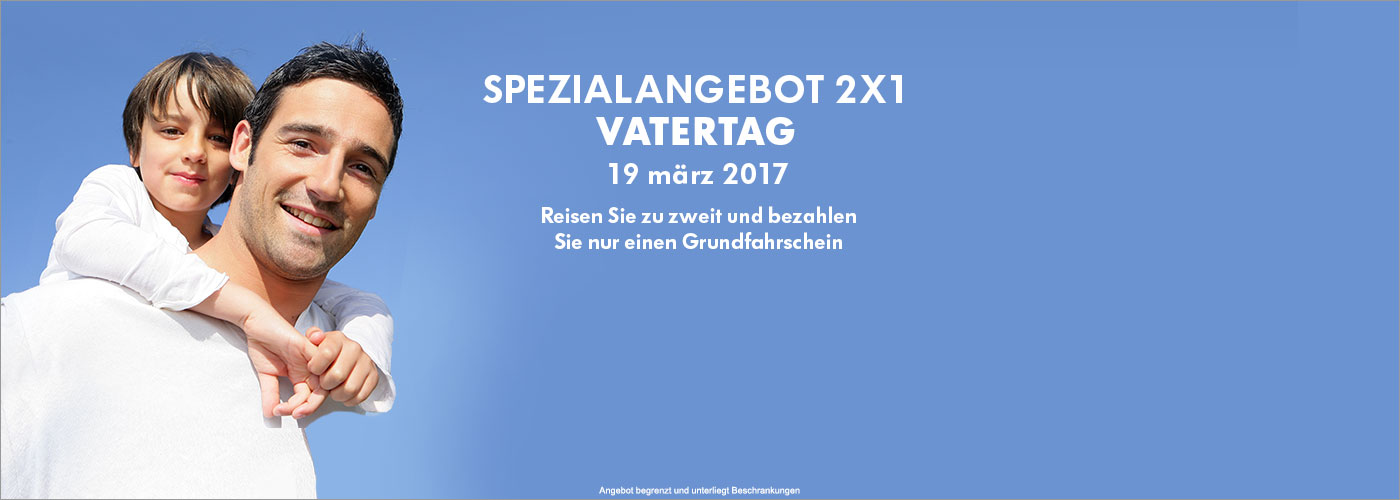 SPEZIALANGEBOT 2X1
VATERTAG
19 märz 2017
Reisen Sie zu zweit und bezahlen
Sie nur einen Grundfahrschein
Angebot begrenzt und unterliegt Beschrankungen